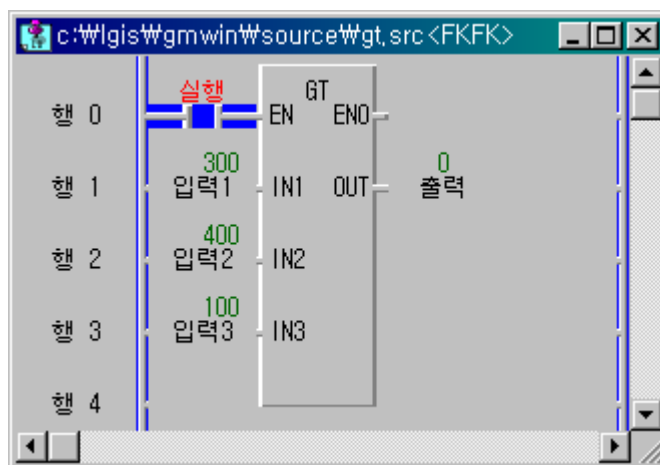 c:₩lgis₩gmwin₩source₩gt,src<FKFK>
실행
GT
행 0
EN ENO
300
0
행 1
입력1
IN1 OUT
출력
400
행 2
입력2
IN2
100
행 3
입력3
IN3
행 4